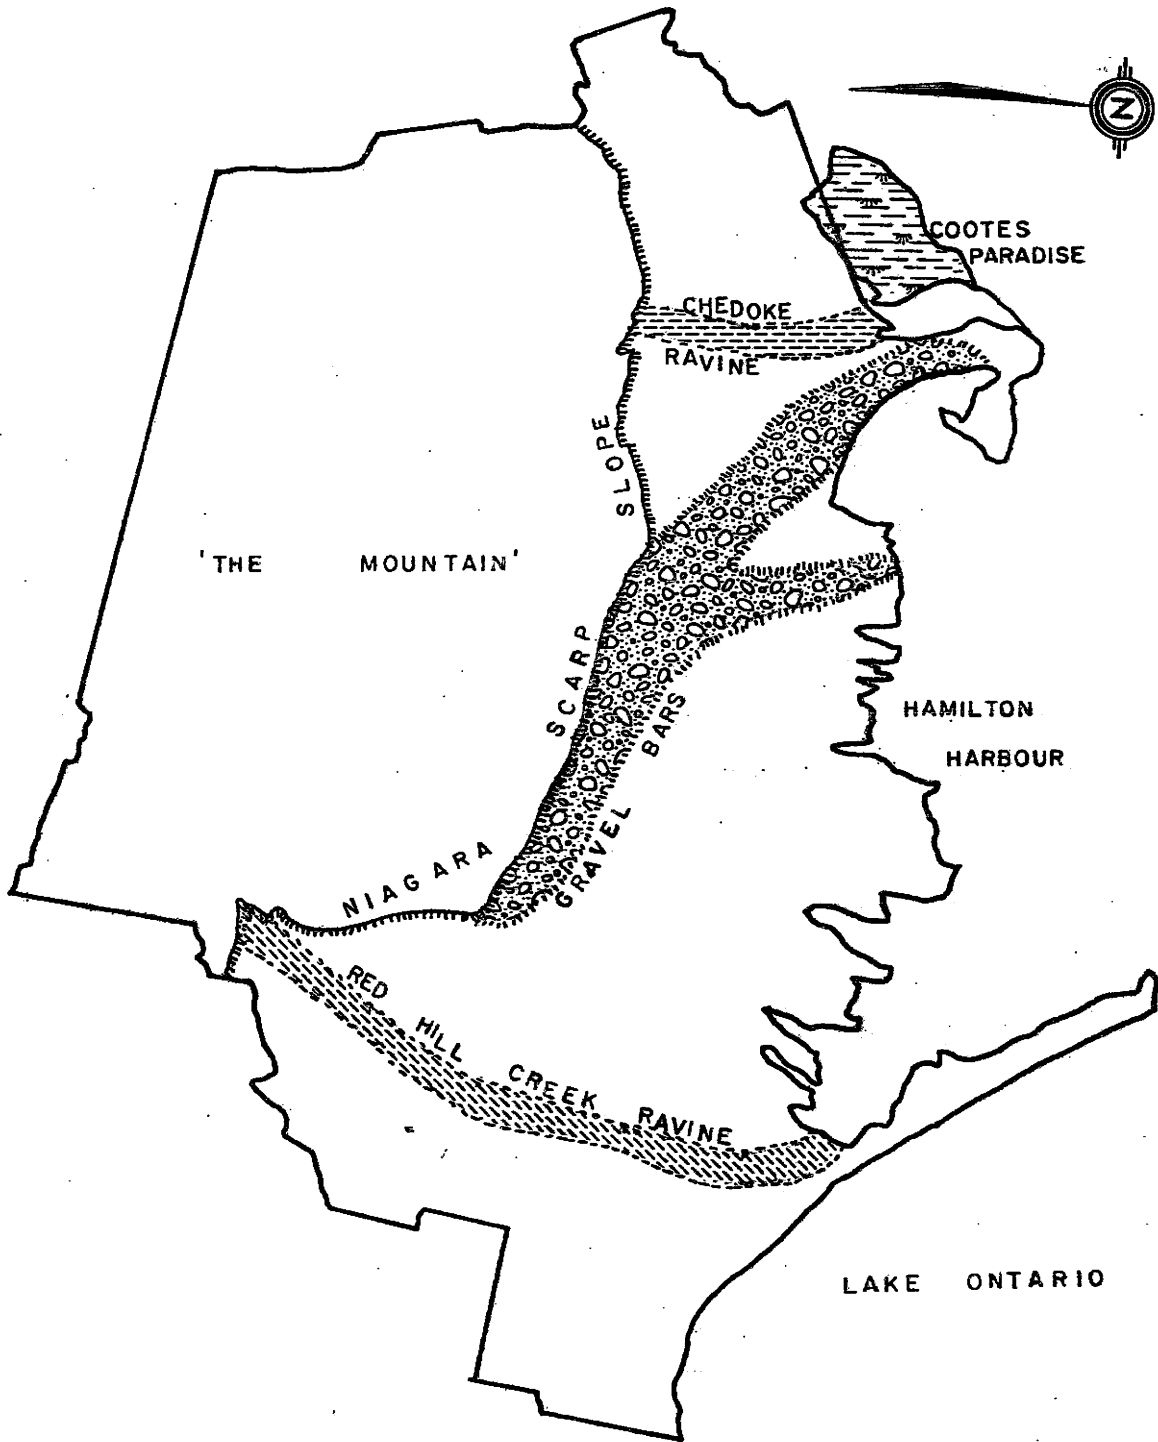 N
COOTES
PARADISE
CHEDOKE
RAVINE
'THE MOUNTAIN'
NIAGARA SCARP SLOPE
GRAVEL BARS
HAMILTON
HARBOUR
RED HILL CREEK RAVINE
LAKE ONTARIO